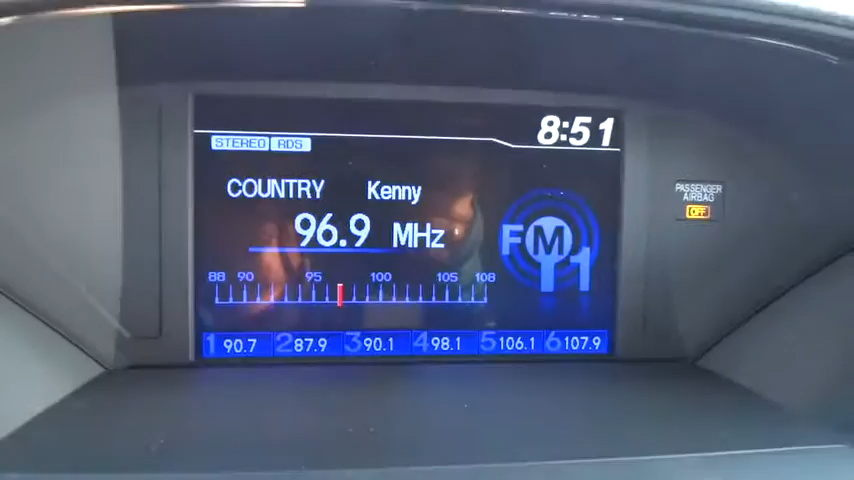 8:51
STEREO RDS
COUNTRY Kenny
96.9 MHz
FM1
88 90 95 100 105 108
1 90.7 2 87.9 3 90.1 4 98.1 5 106.1 6 107.9
PASSENGER
AIRBAG
OFF